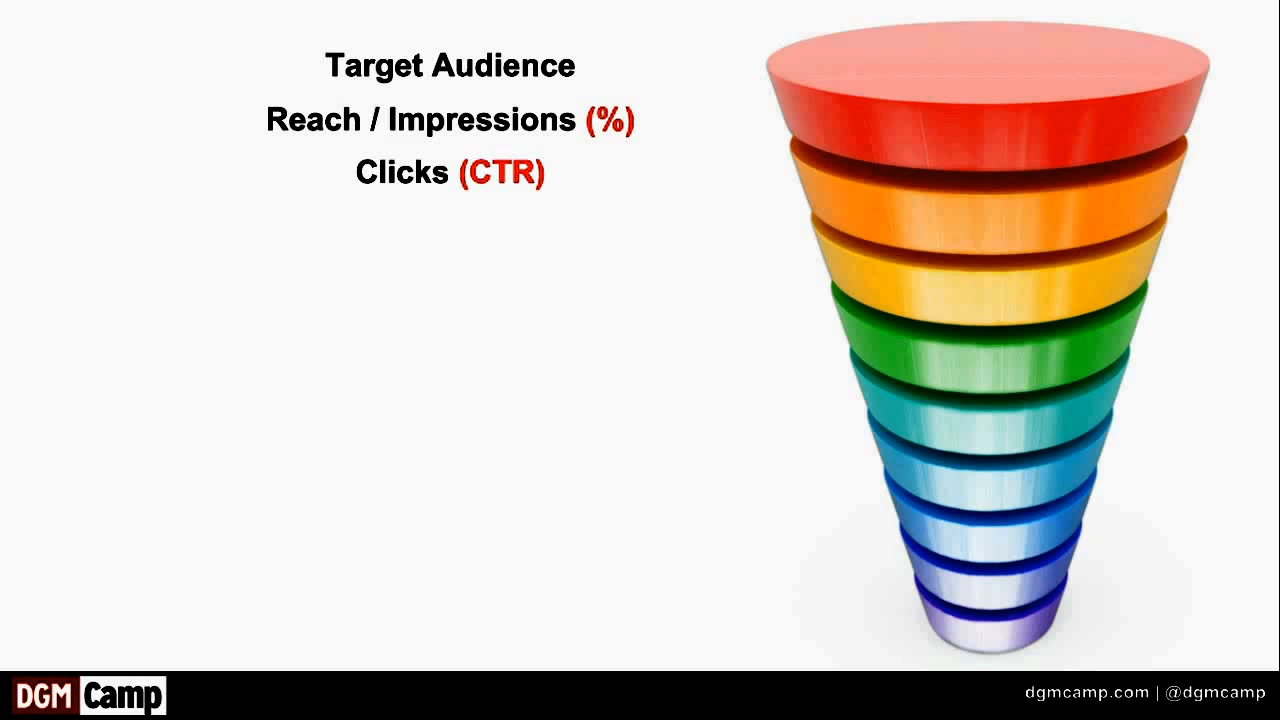 Target Audience
Reach / Impressions (%)
Clicks (CTR)
DGM Camp
dgmcamp.com | @dgmcamp